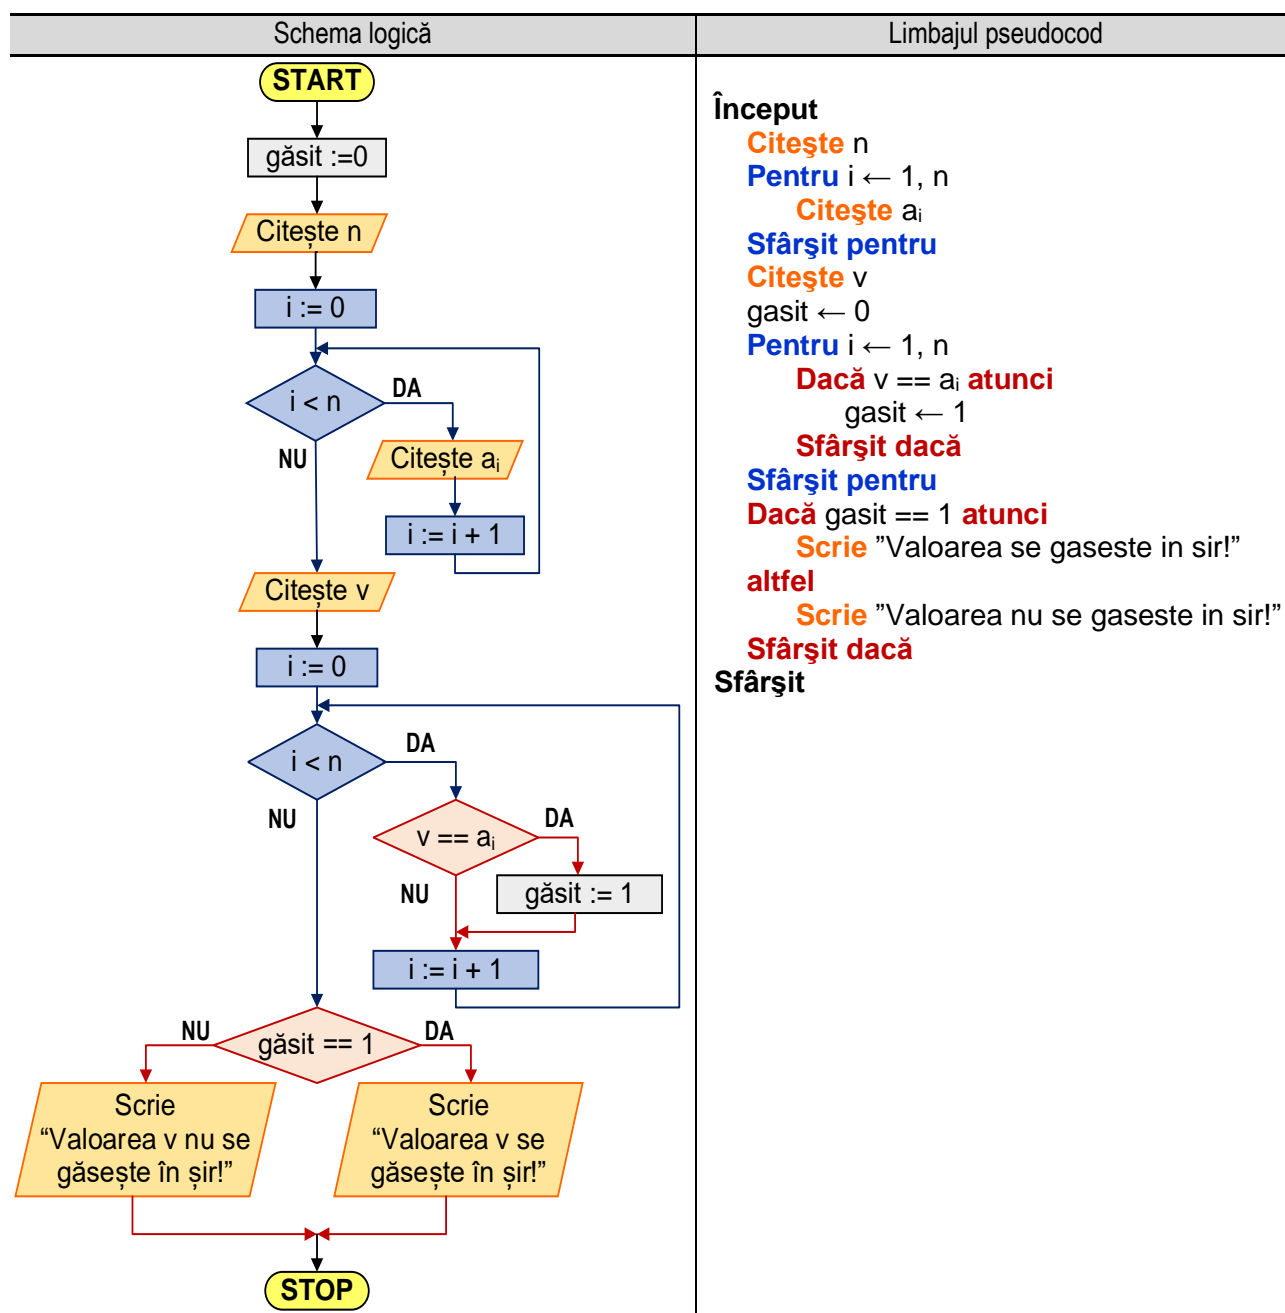 Schema logică
Limbajul pseudocod
START
găsit :=0
Citește n
i := 0
i < n
DA
NU
Citește ai
i := i + 1
Citește v
i := 0
i < n
DA
NU
v == ai
DA
NU
găsit := 1
i := i + 1
găsit == 1
NU
DA
Scrie
“Valoarea v nu se
găsește în șir!”
Scrie
“Valoarea v se
găsește în șir!”
STOP
Început
Citeşte n
Pentru i ← 1, n
Citeşte ai
Sfârşit pentru
Citeşte v
gasit ← 0
Pentru i ← 1, n
Dacă v == ai atunci
gasit ← 1
Sfârşit dacă
Sfârşit pentru
Dacă gasit == 1 atunci
Scrie ”Valoarea se gaseste in sir!”
altfel
Scrie ”Valoarea nu se gaseste in sir!”
Sfârşit dacă
Sfârşit